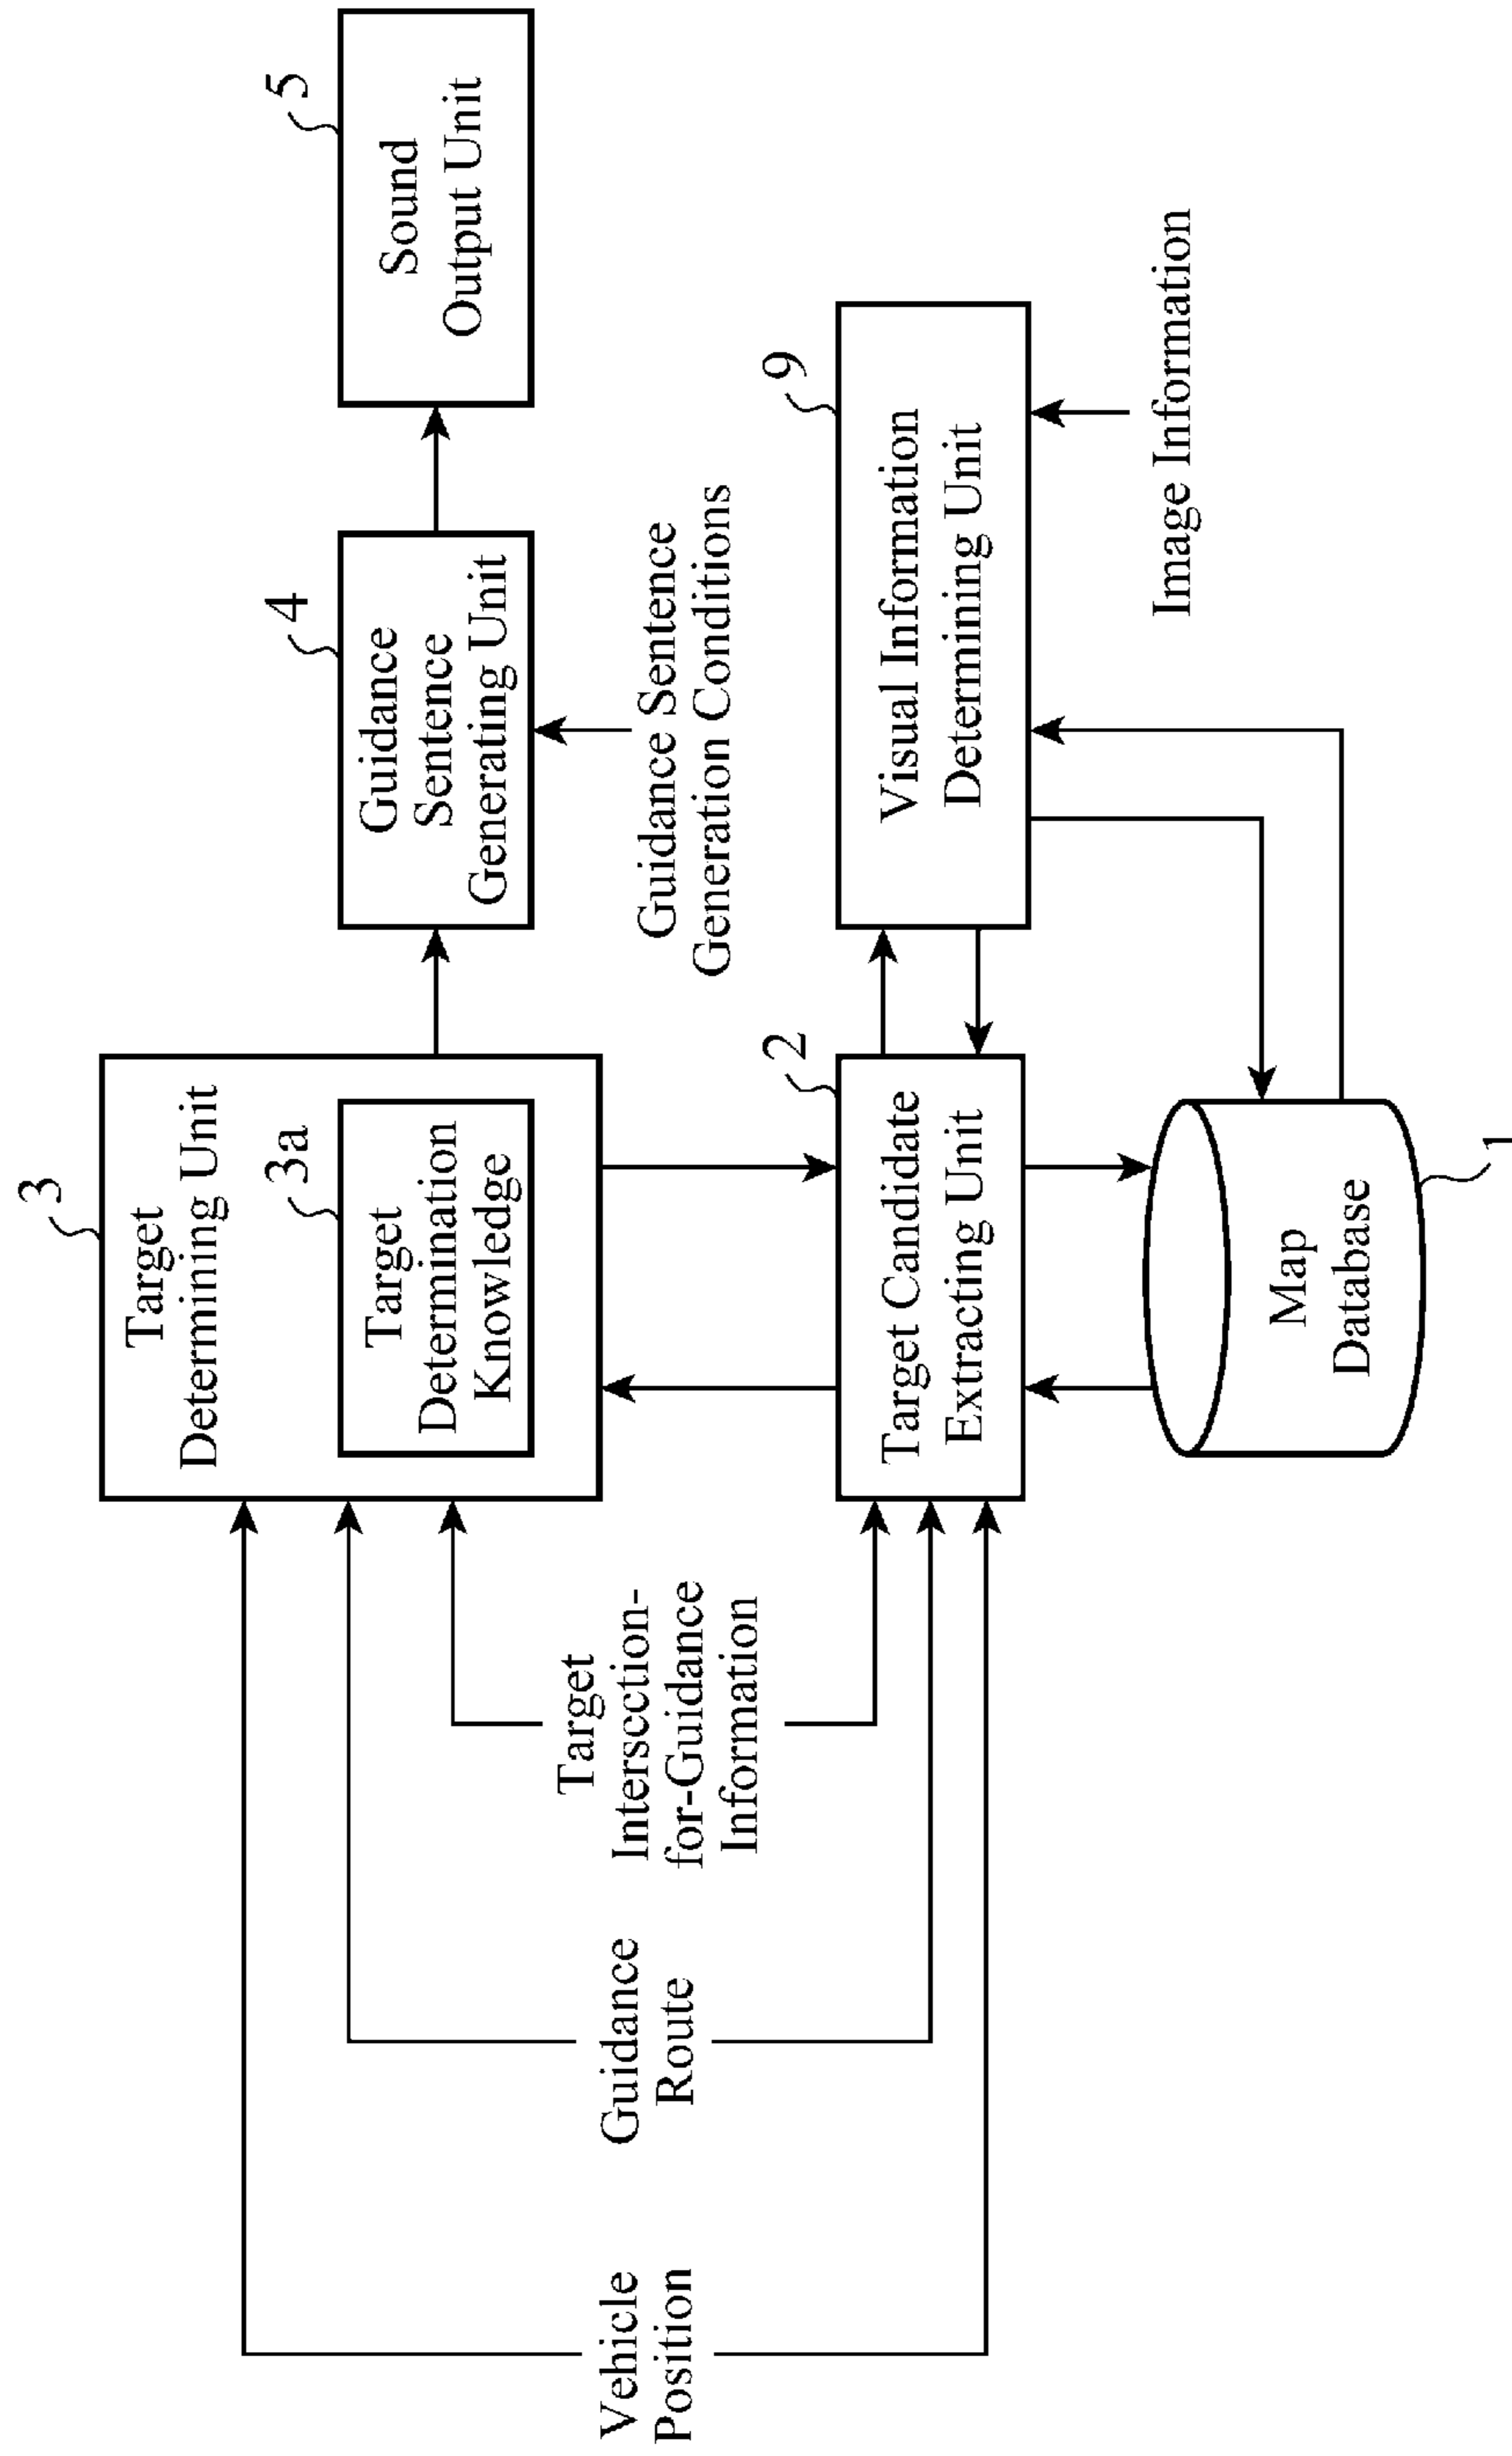 3
Target
Determining Unit
3a
Target
Determination
Knowledge
4
Guidance
Sentence
Generating Unit
5
Sound
Output Unit
Guidance Sentence
Generation Conditions
Vehicle
Position
Guidance
Route
Target
Intersection-
for-Guidance
Information
2
Target Candidate
Extracting Unit
9
Visual Information
Determining Unit
Image Information
Map
Database
1